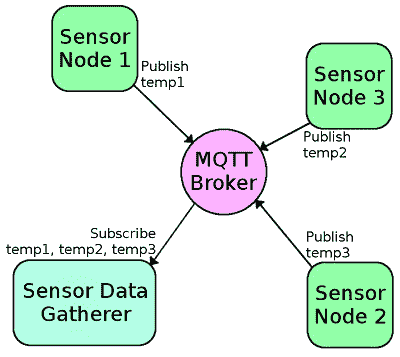 Sensor
Node 1
Publish
temp1
Sensor
Node 3
Publish
temp2
MQTT
Broker
Subscribe
temp1, temp2, temp3
Publish
temp3
Sensor Data
Gatherer
Sensor
Node 2